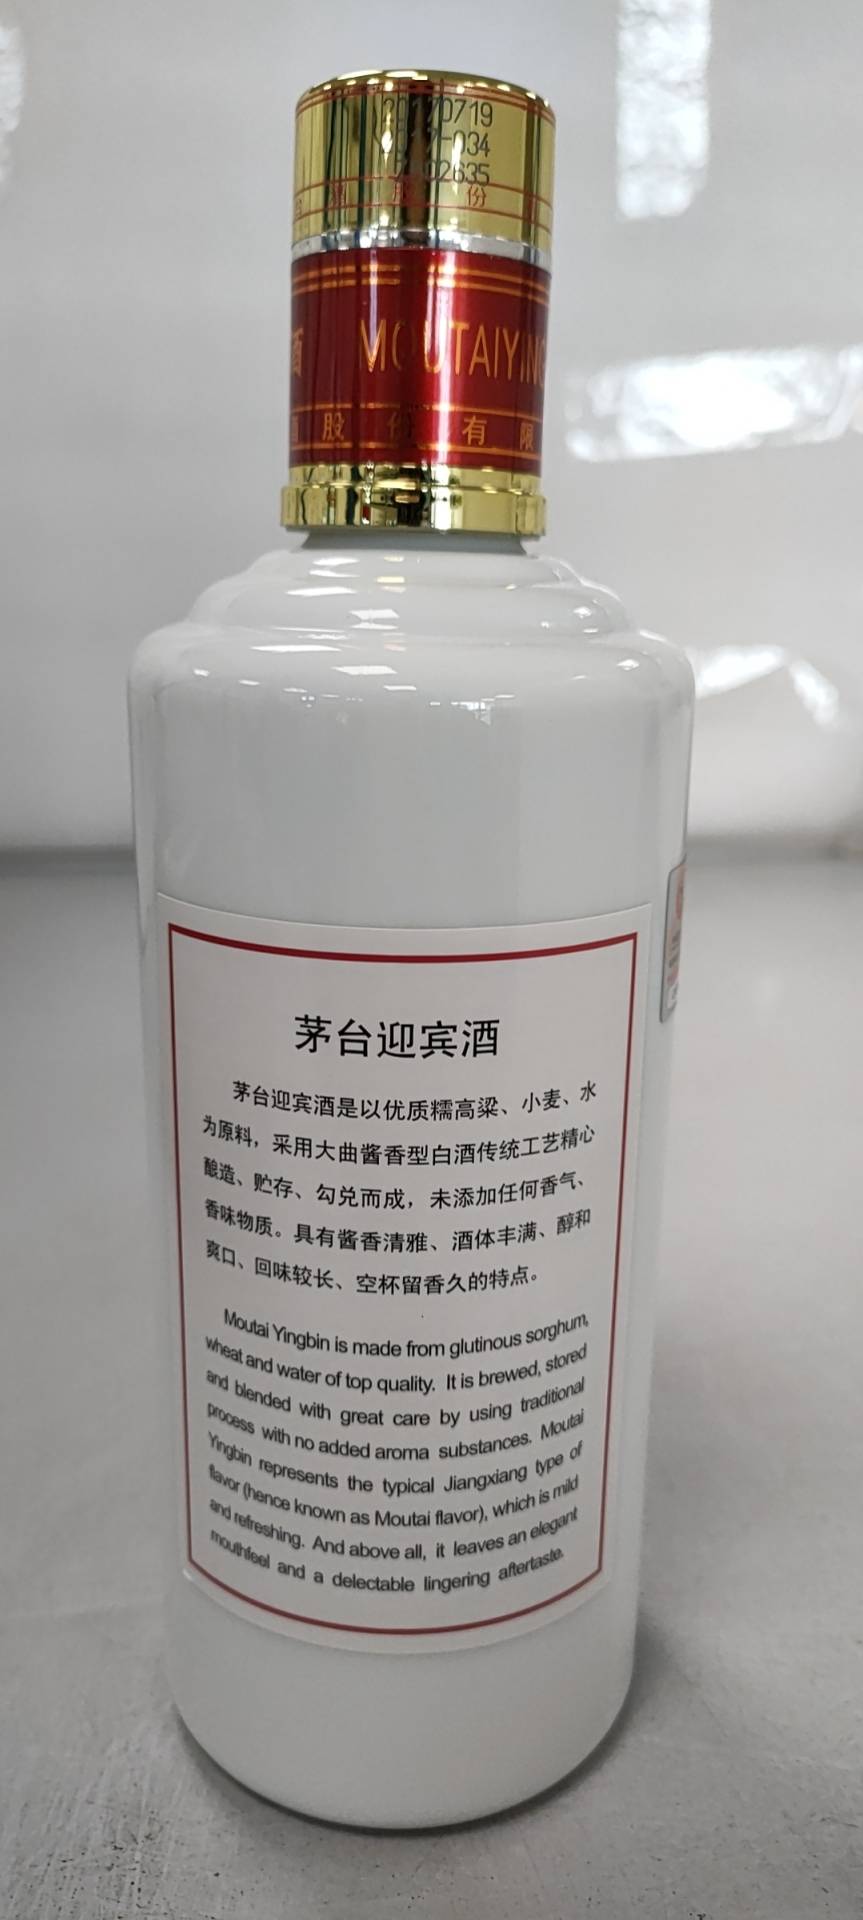 20170719
2017-034
02635
股 份
酒 MOUTAIYING
酒 股 份 有 限
茅台迎宾酒
茅台迎宾酒是以优质糯高粱、小麦、水
为原料，采用大曲酱香型白酒传统工艺精心
酿造、贮存、勾兑而成，未添加任何香气、
香味物质。具有酱香清雅、酒体丰满、醇和
爽口、回味较长、空杯留香久的特点。
Moutai Yingbin is made from glutinous sorghum,
wheat and water of top quality. It is brewed, stored
and blended with great care by using traditional
process with no added aroma substances. Moutai
Yingbin represents the typical Jiangxiang type of
flavor (hence known as Moutai flavor), which is mild
and refreshing. And above all, it leaves an elegant
mouthfeel and a delectable lingering aftertaste.